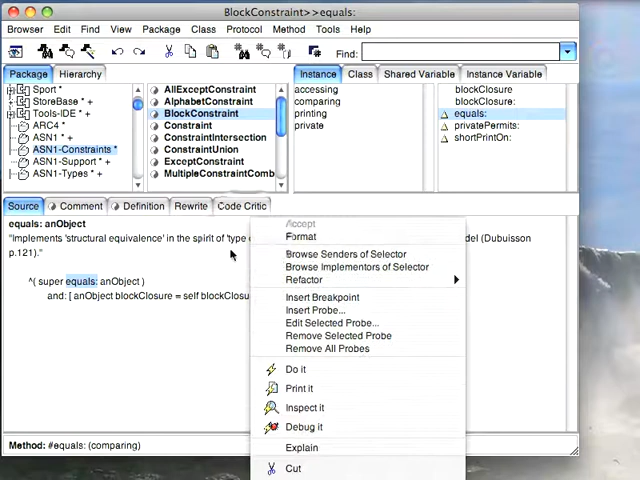 BlockConstraint>>equals:
Browser Edit Find View Package Class Protocol Method Tools Help
Find:
Package Hierarchy
Instance Class Shared Variable Instance Variable
Sport *
StoreBase * +
Tools-IDE * +
ARC4 *
ASN1 * +
ASN1-Constraints *
ASN1-Support * +
ASN1-Types * +
AllExceptConstraint
AlphabetConstraint
BlockConstraint
Constraint
ConstraintIntersection
ConstraintUnion
ExceptConstraint
MultipleConstraintComb
accessing
comparing
printing
private
blockClosure
blockClosure:
equals:
privatePermits:
shortPrintOn:
Source Comment Definition Rewrite Code Critic
equals: anObject
"Implements 'structural equivalence' in the spirit of 'type del (Dubuisson
p.121)."
^( super equals: anObject )
and: [ anObject blockClosure = self blockClosu
Accept
Format
Browse Senders of Selector
Browse Implementors of Selector
Refactor
Insert Breakpoint
Insert Probe...
Edit Selected Probe...
Remove Selected Probe
Remove All Probes
Do it
Print it
Inspect it
Debug it
Explain
Cut
Method: #equals: (comparing)